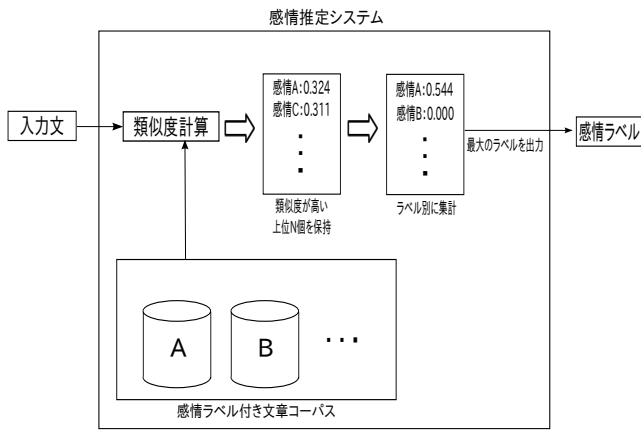 感情推定システム
入力文
類似度計算
感情A:0.324
感情C:0.311
類似度が高い
上位N個を保持
感情A:0.544
感情B:0.000
ラベル別に集計
最大のラベルを出力
感情ラベル
A
B
感情ラベル付き文章コーパス